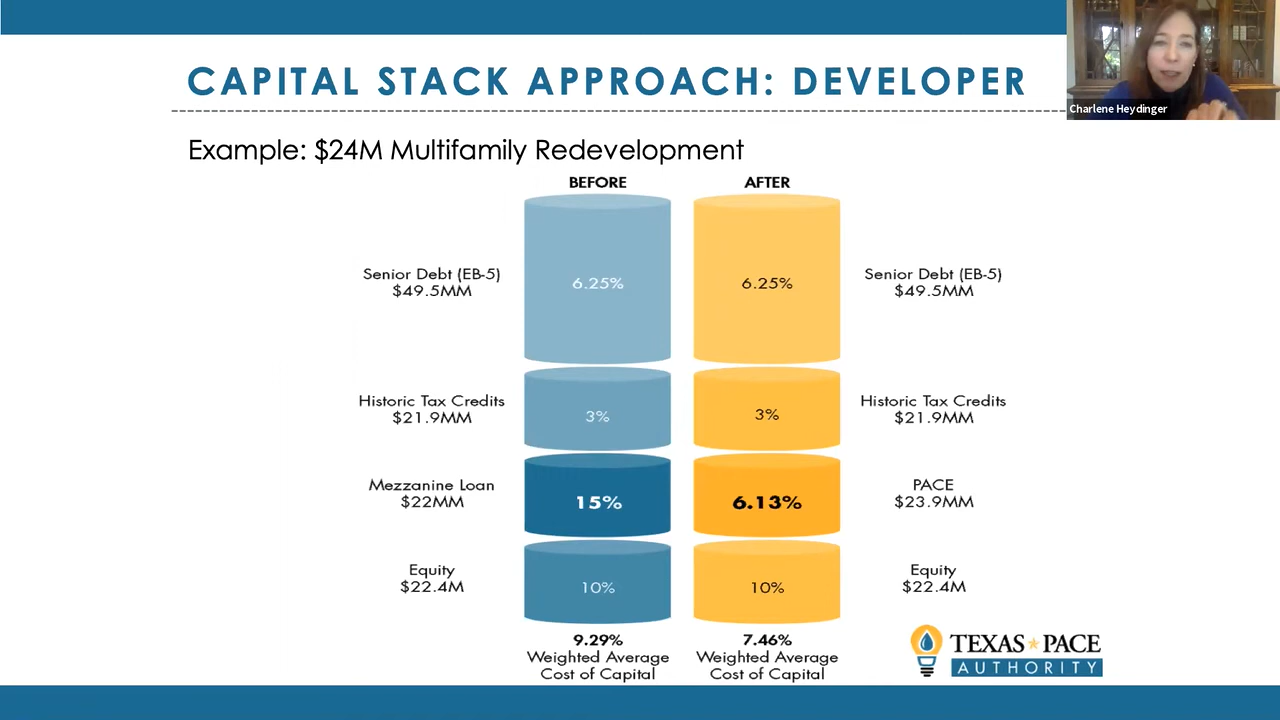 CAPITAL STACK APPROACH: DEVELOPER
Charlene Heydinger
Example: $24M Multifamily Redevelopment
BEFORE
AFTER
Senior Debt (EB-5)
$49.5MM
6.25%
6.25%
Senior Debt (EB-5)
$49.5MM
Historic Tax Credits
$21.9MM
3%
3%
Historic Tax Credits
$21.9MM
Mezzanine Loan
$22MM
15%
6.13%
PACE
$23.9MM
Equity
$22.4M
10%
10%
Equity
$22.4M
9.29%
Weighted Average
Cost of Capital
7.46%
Weighted Average
Cost of Capital
TEXAS PACE
AUTHORITY